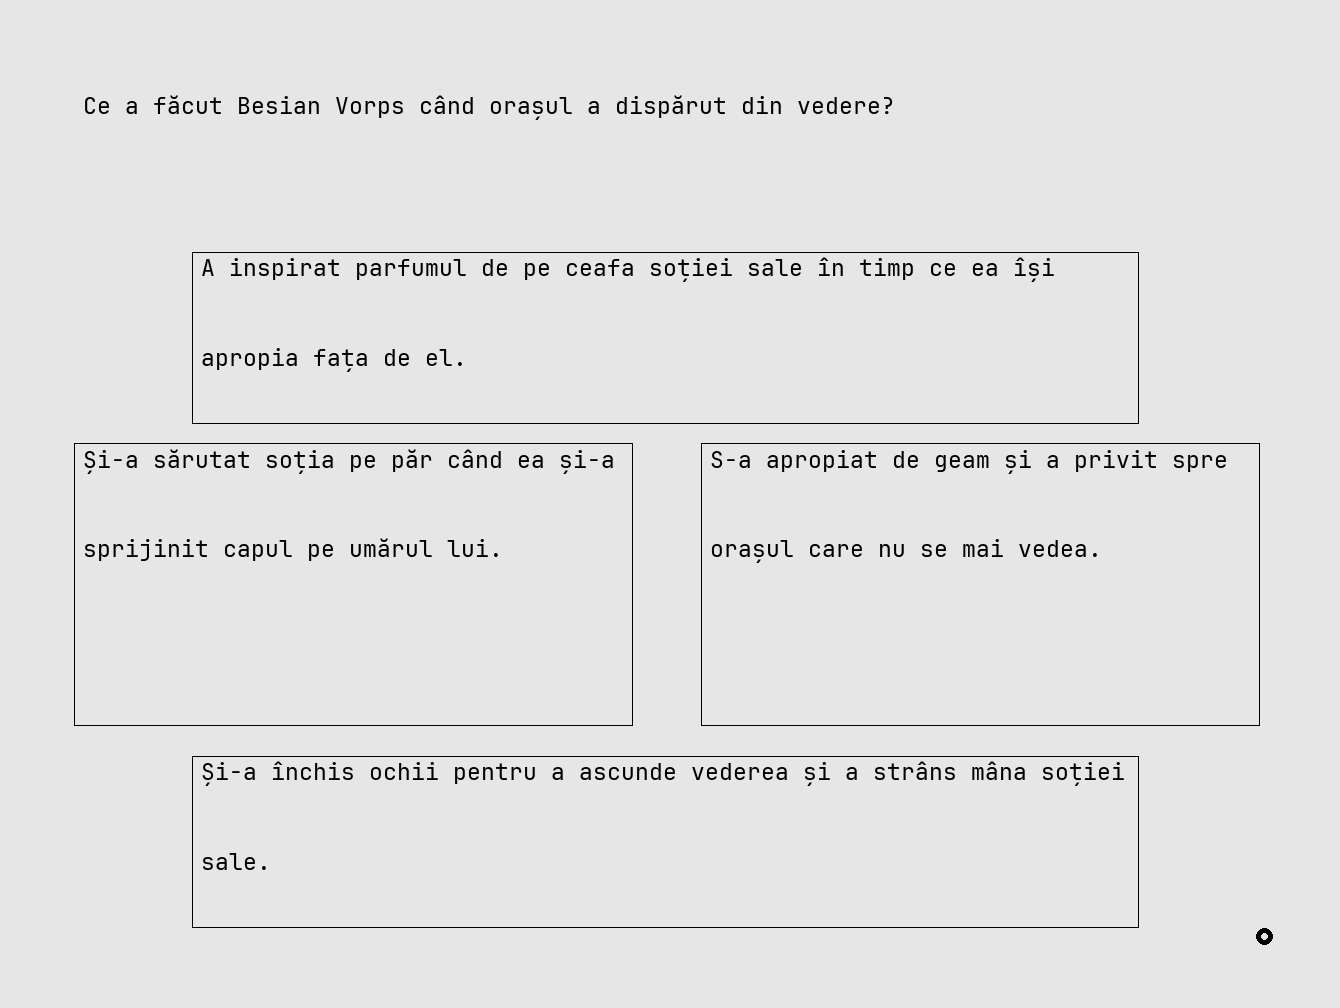 Ce a făcut Besian Vorps când orașul a dispărut din vedere?
A inspirat parfumul de pe ceafa soției sale în timp ce ea își
apropia fața de el.
Și-a sărutat soția pe păr când ea și-a
sprijinit capul pe umărul lui.
S-a apropiat de geam și a privit spre
orașul care nu se mai vedea.
Și-a închis ochii pentru a ascunde vederea și a strâns mâna soției
sale.